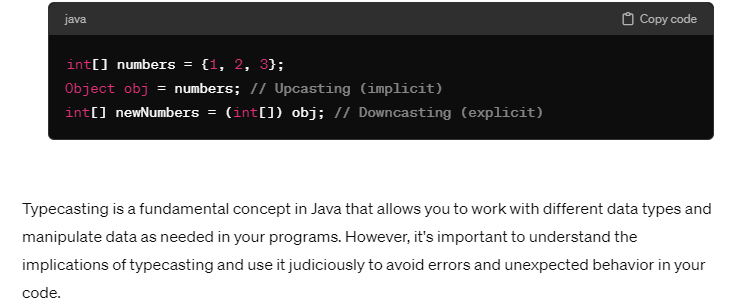 java Copy code
int[] numbers = {1, 2, 3};
Object obj = numbers; // Upcasting (implicit)
int[] newNumbers = (int[]) obj; // Downcasting (explicit)
Typecasting is a fundamental concept in Java that allows you to work with different data types and
manipulate data as needed in your programs. However, it's important to understand the
implications of typecasting and use it judiciously to avoid errors and unexpected behavior in your
code.